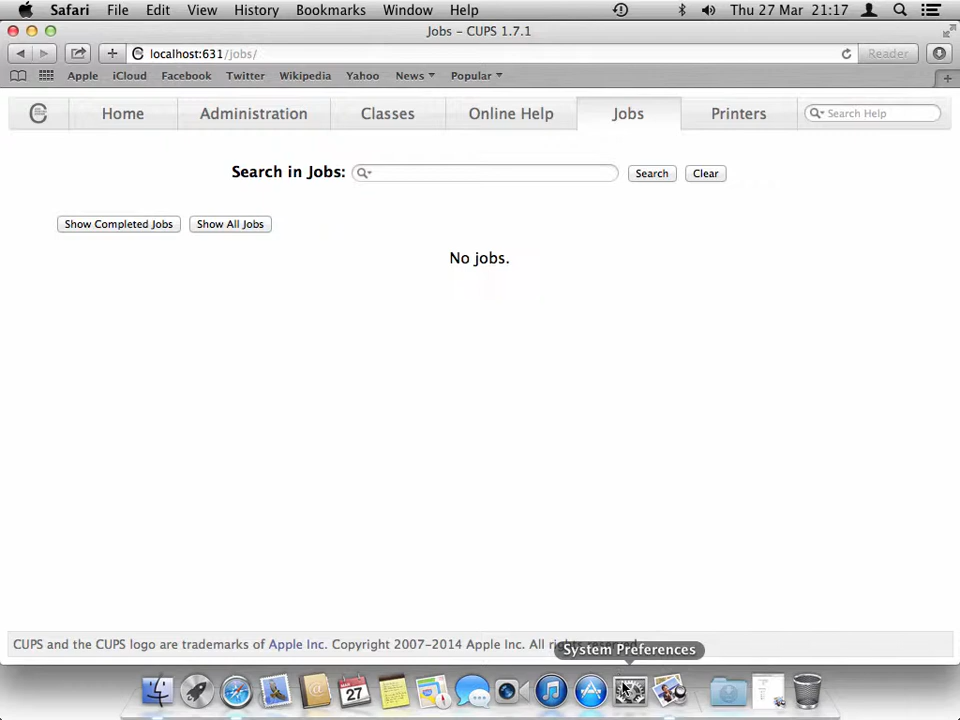 Safari File Edit View History Bookmarks Window Help Thu 27 Mar 21:17
Jobs – CUPS 1.7.1
localhost:631/jobs/ Reader
Apple iCloud Facebook Twitter Wikipedia Yahoo News Popular
Home Administration Classes Online Help Jobs Printers Search Help
Search in Jobs: Search Clear
Show Completed Jobs Show All Jobs
No jobs.
CUPS and the CUPS logo are trademarks of Apple Inc. Copyright 2007-2014 Apple Inc. All rights reserved.
System Preferences
MAR
27